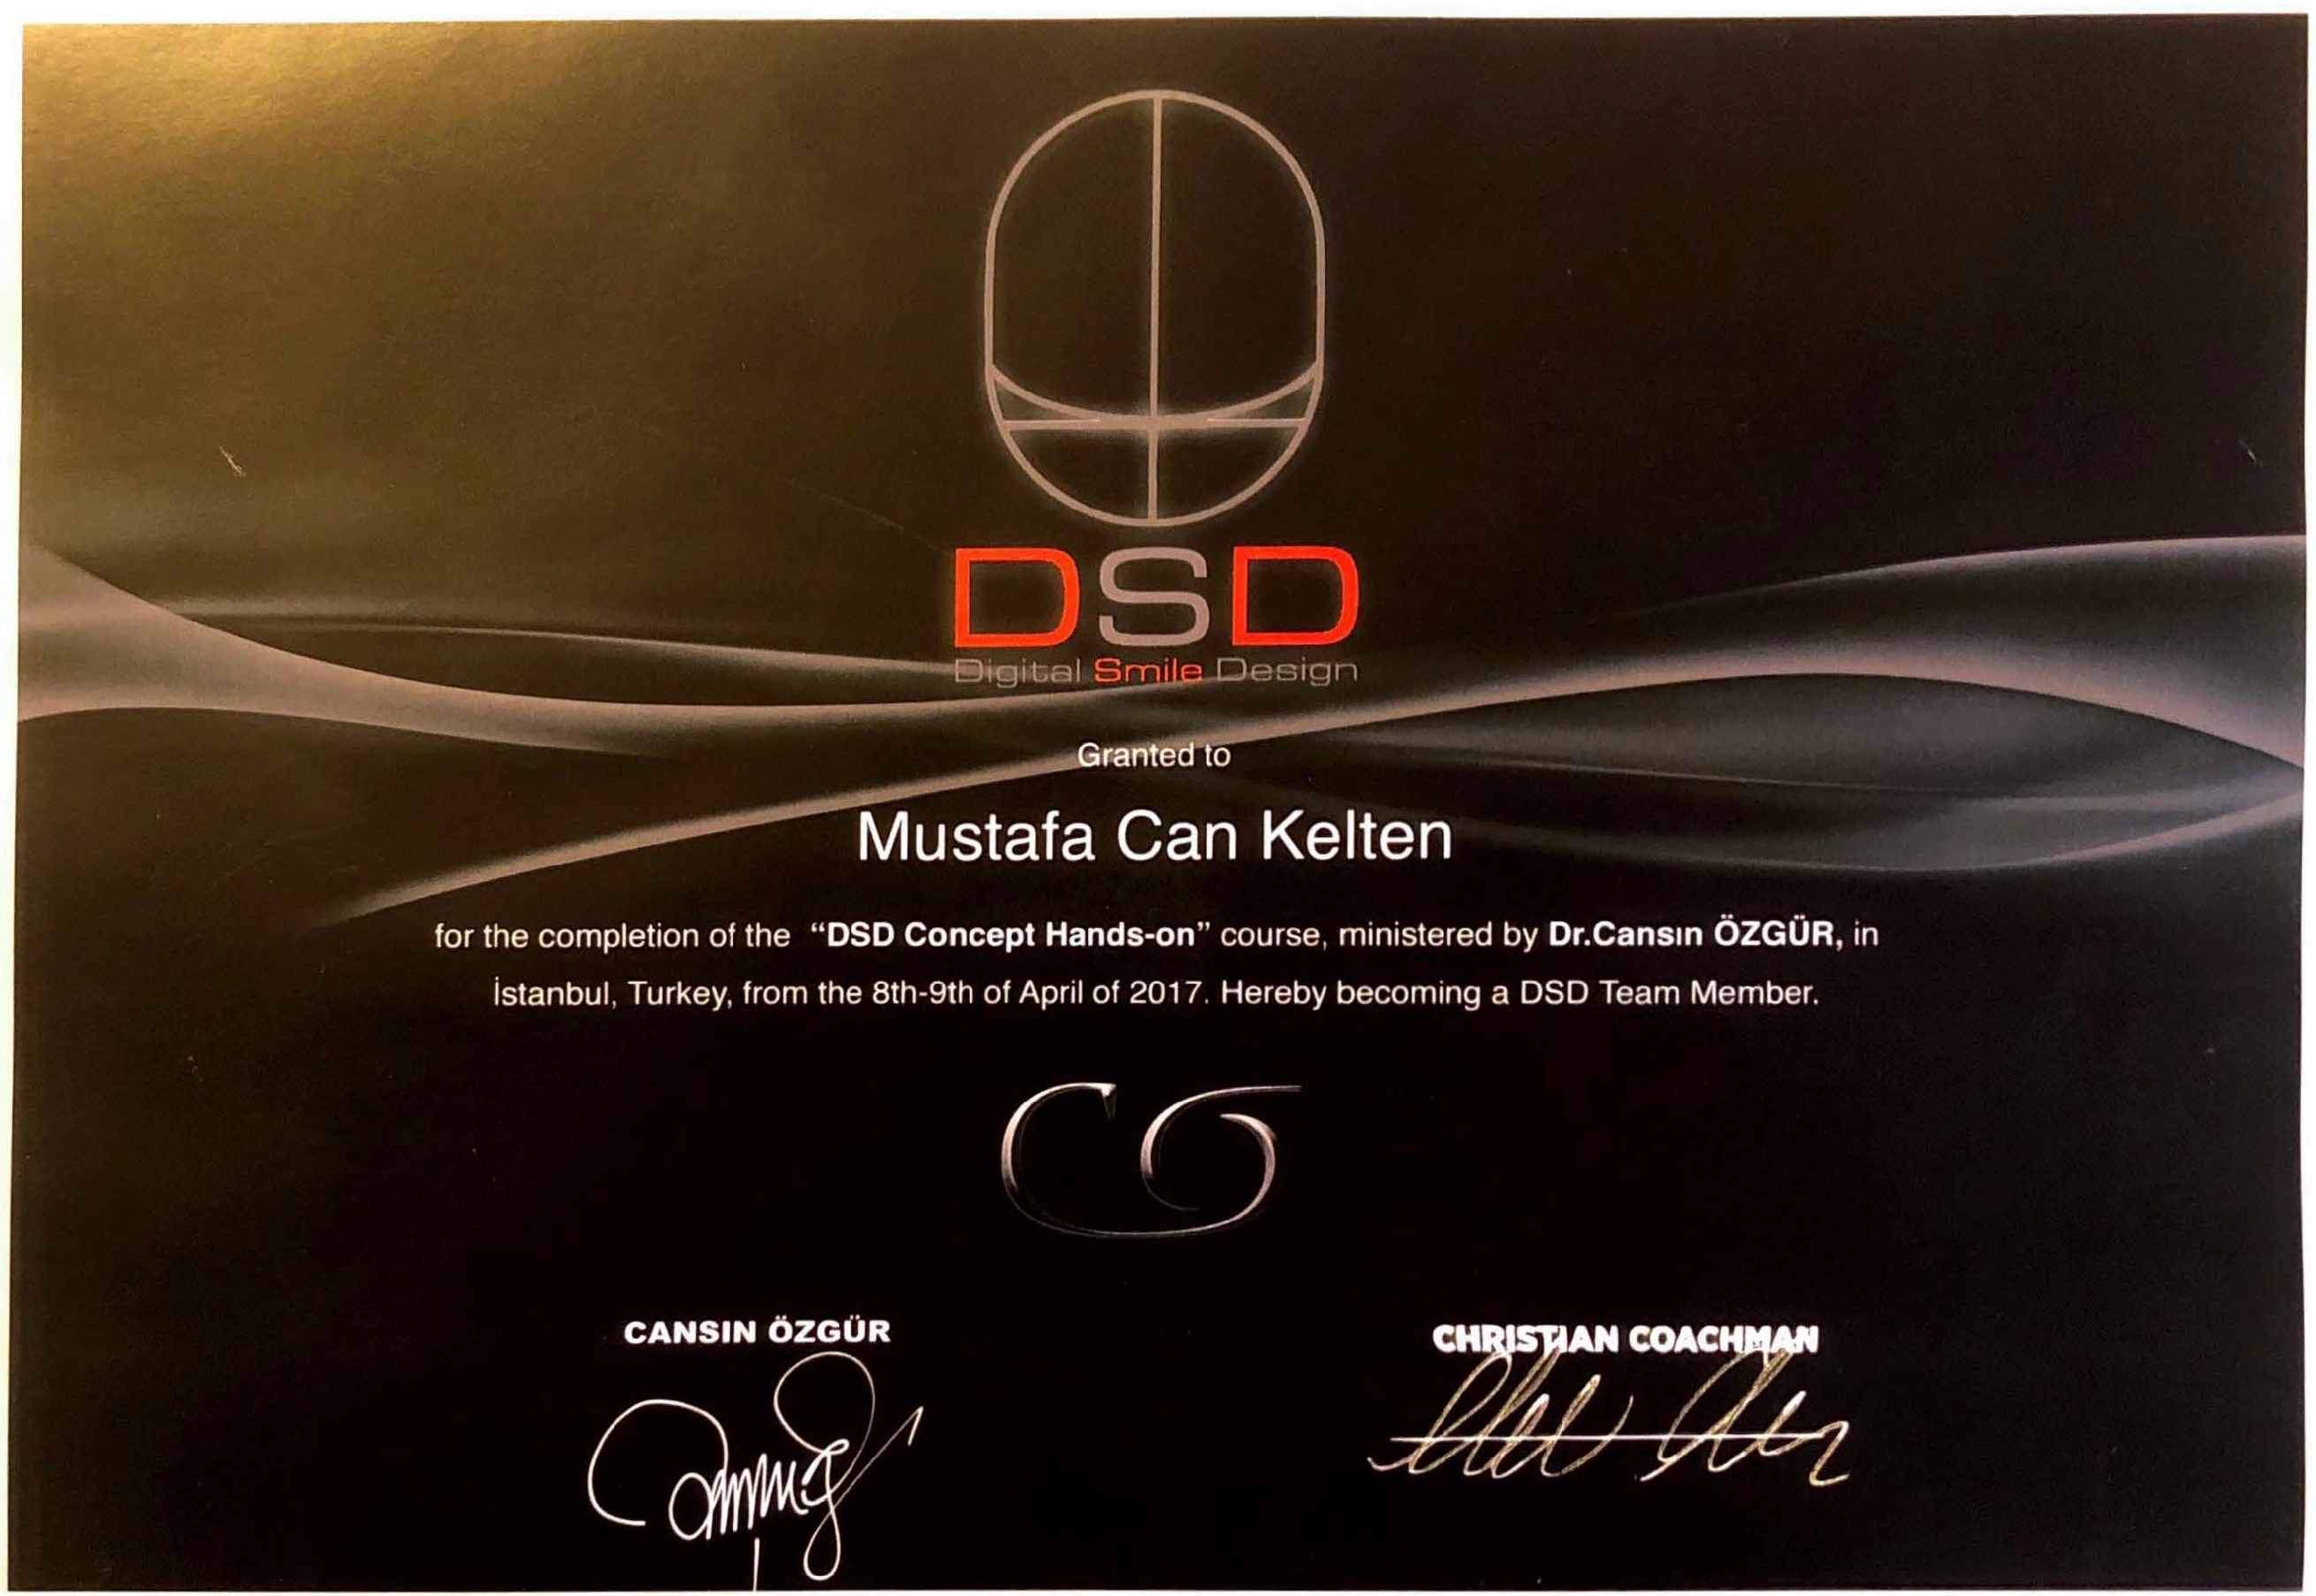 DSD
Digital Smile Design
Granted to
Mustafa Can Kelten
for the completion of the “DSD Concept Hands-on” course, ministered by Dr.Cansın ÖZGÜR, in
İstanbul, Turkey, from the 8th-9th of April of 2017. Hereby becoming a DSD Team Member.
CANSIN ÖZGÜR
CHRISTIAN COACHMAN